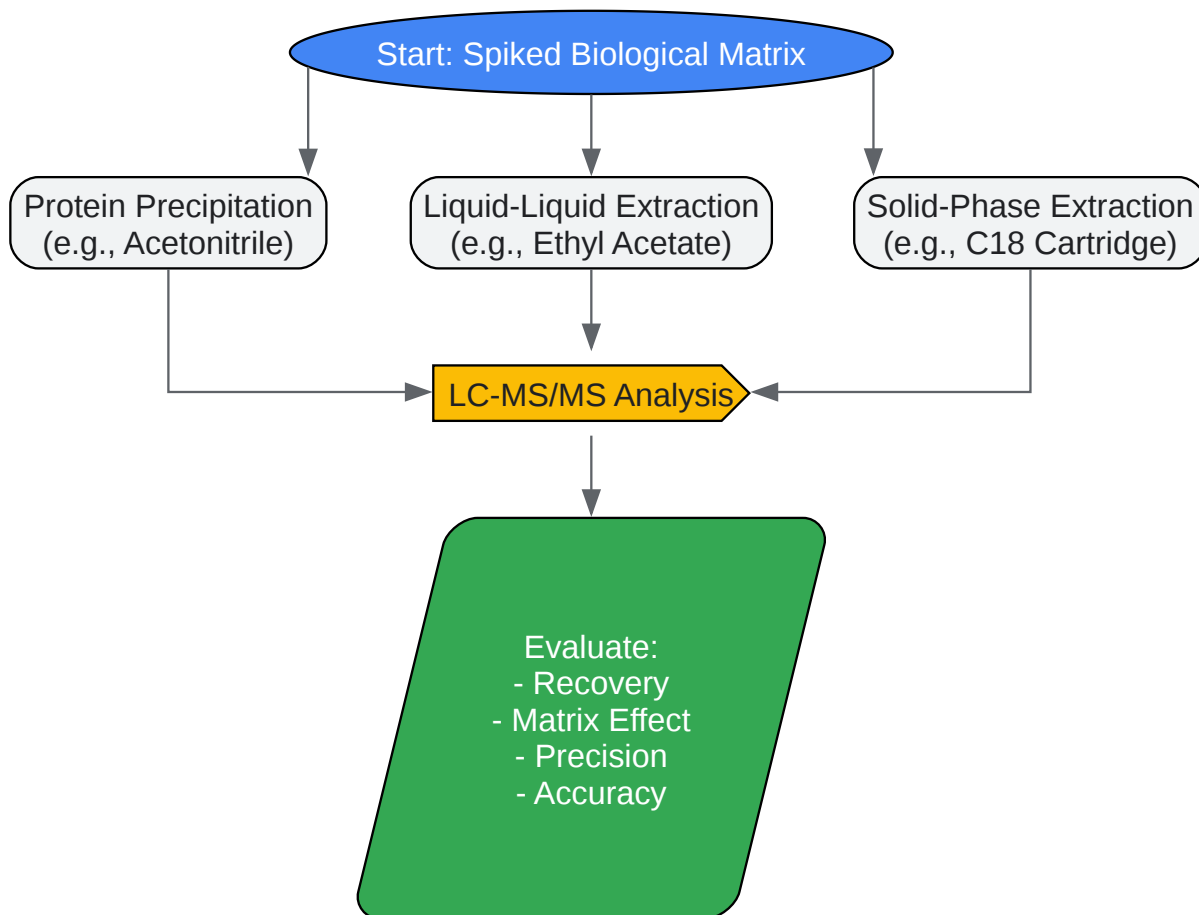 Start: Spiked Biological Matrix
Protein Precipitation
(e.g., Acetonitrile)
Liquid-Liquid Extraction
(e.g., Ethyl Acetate)
Solid-Phase Extraction
(e.g., C18 Cartridge)
LC-MS/MS Analysis
Evaluate:
- Recovery
- Matrix Effect
- Precision
- Accuracy